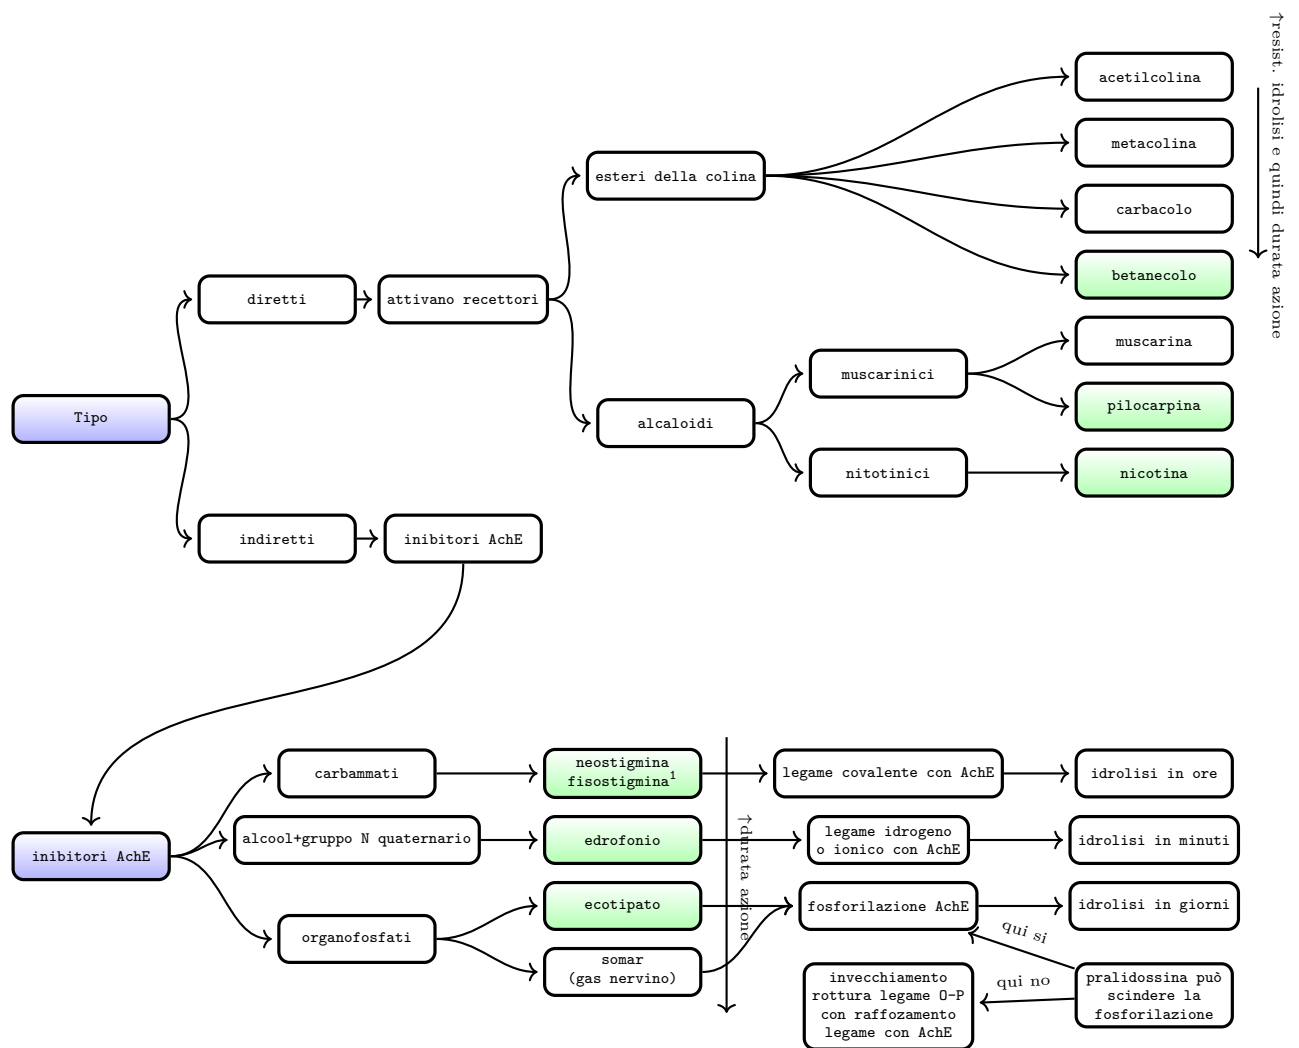 ↑resist. idrolisi e quindi durata azione
acetilcolina
metacolina
esteri della colina
carbacolo
betanecolo
diretti
attivano recettori
muscarina
muscarinici
pilocarpina
Tipo
alcaloidi
nitotinici
nicotina
indiretti
inibitori AchE
carbammati
neostigmina
fisostigmina1
legame covalente con AchE
idrolisi in ore
inibitori AchE
alcool+gruppo N quaternario
edrofonio
↑durata azione
legame idrogeno
o ionico con AchE
idrolisi in minuti
ecotipato
fosforilazione AchE
idrolisi in giorni
organofosfati
somar
(gas nervino)
qui si
qui no
invecchiamento
rottura legame O-P
con raffozamento
legame con AchE
pralidossina può
scindere la
fosforilazione